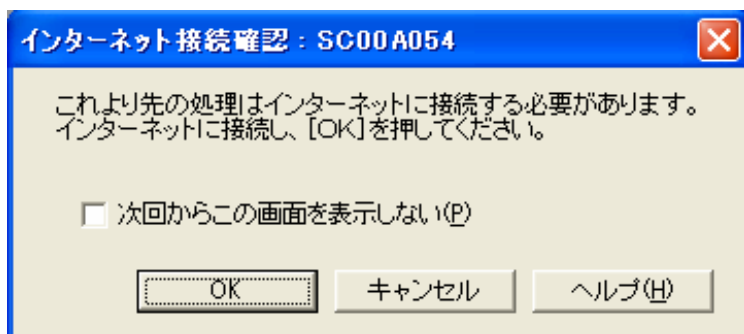 インターネット接続確認：SC00A054
これより先の処理はインターネットに接続する必要があります。
インターネットに接続し、[OK]を押してください。
次回からこの画面を表示しない(P)
OK
キャンセル
ヘルプ(H)